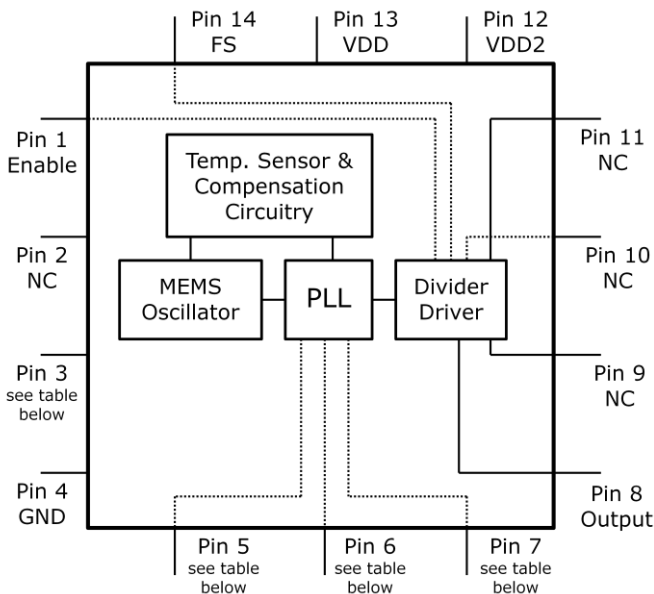 Pin 14
FS
Pin 13
VDD
Pin 12
VDD2
Pin 1
Enable
Pin 11
NC
Temp. Sensor &
Compensation
Circuitry
Pin 2
NC
Pin 10
NC
MEMS
Oscillator
PLL
Divider
Driver
Pin 3
see table
below
Pin 9
NC
Pin 4
GND
Pin 8
Output
Pin 5
see table
below
Pin 6
see table
below
Pin 7
see table
below